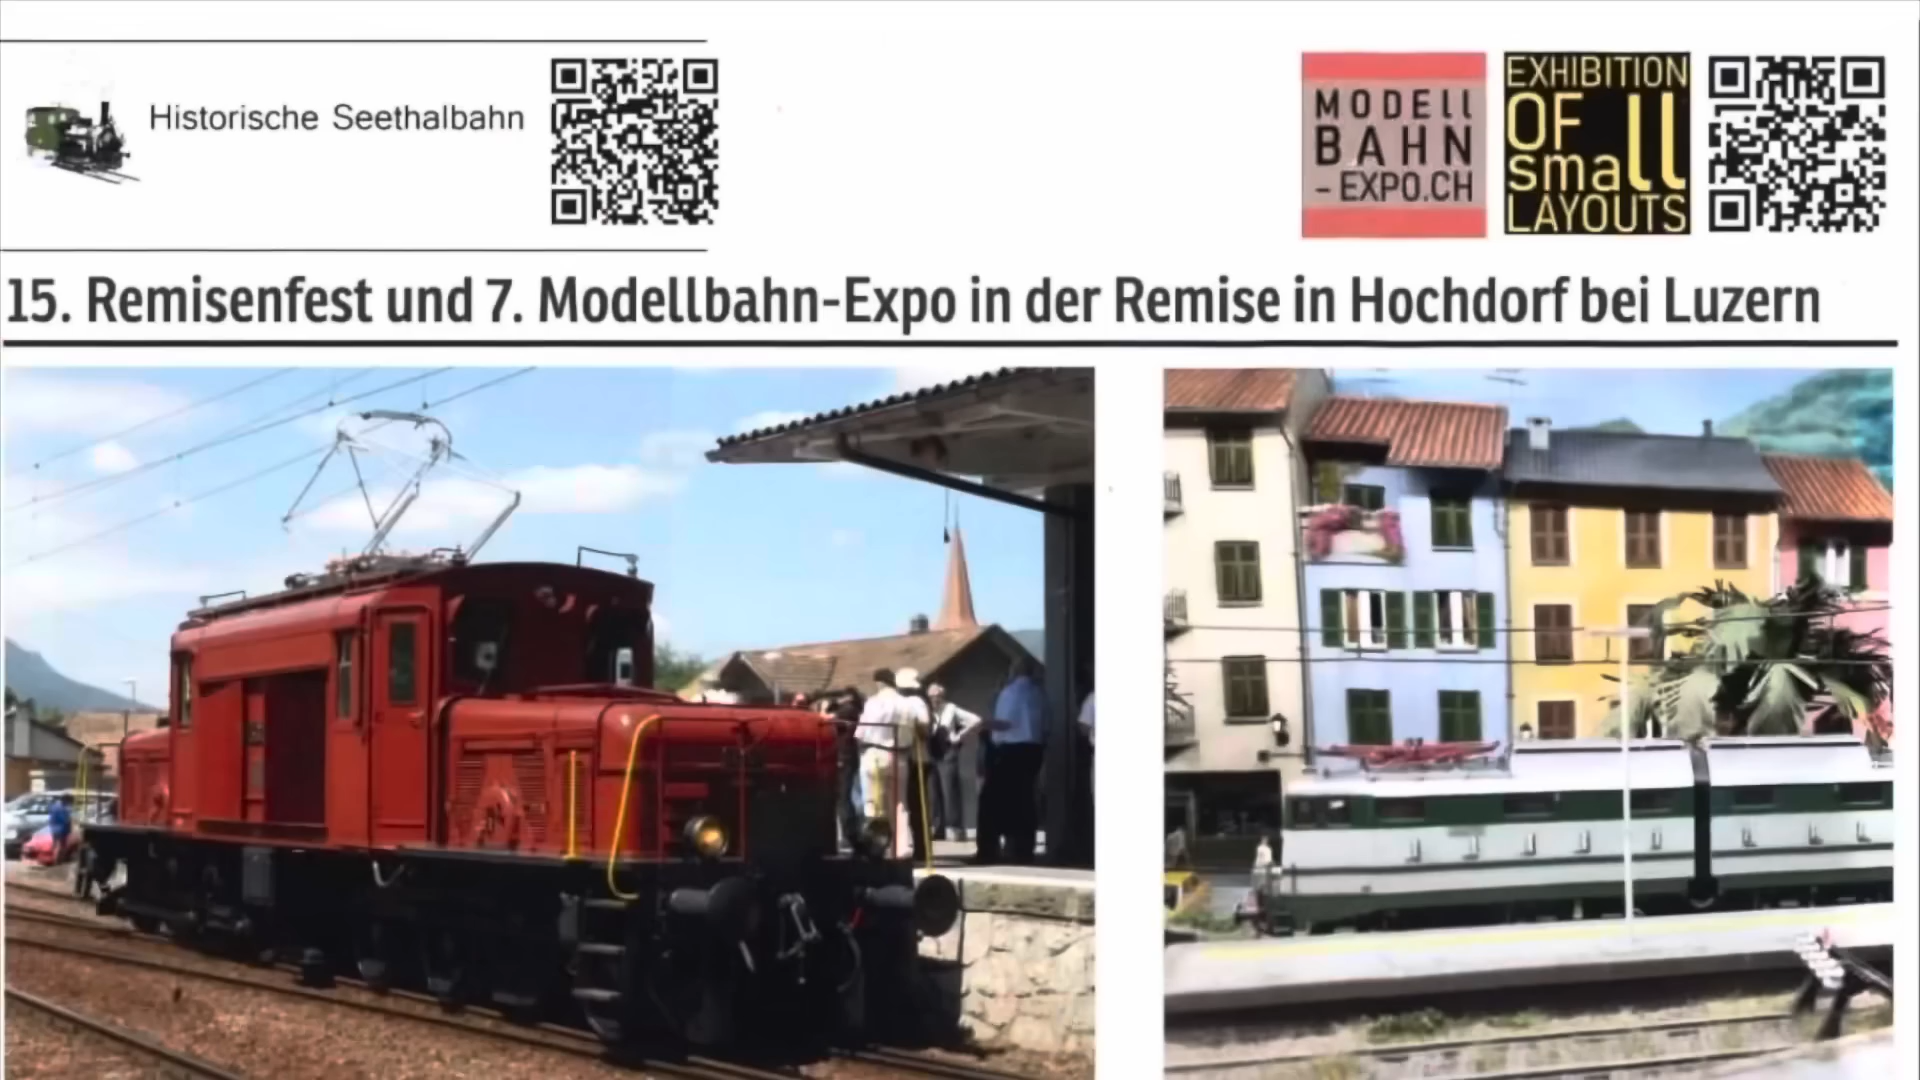 Historische Seethalbahn
MODELL
BAHN
-EXPO.CH
EXHIBITION
OF
small
LAYOUTS
15. Remisenfest und 7. Modellbahn-Expo in der Remise in Hochdorf bei Luzern